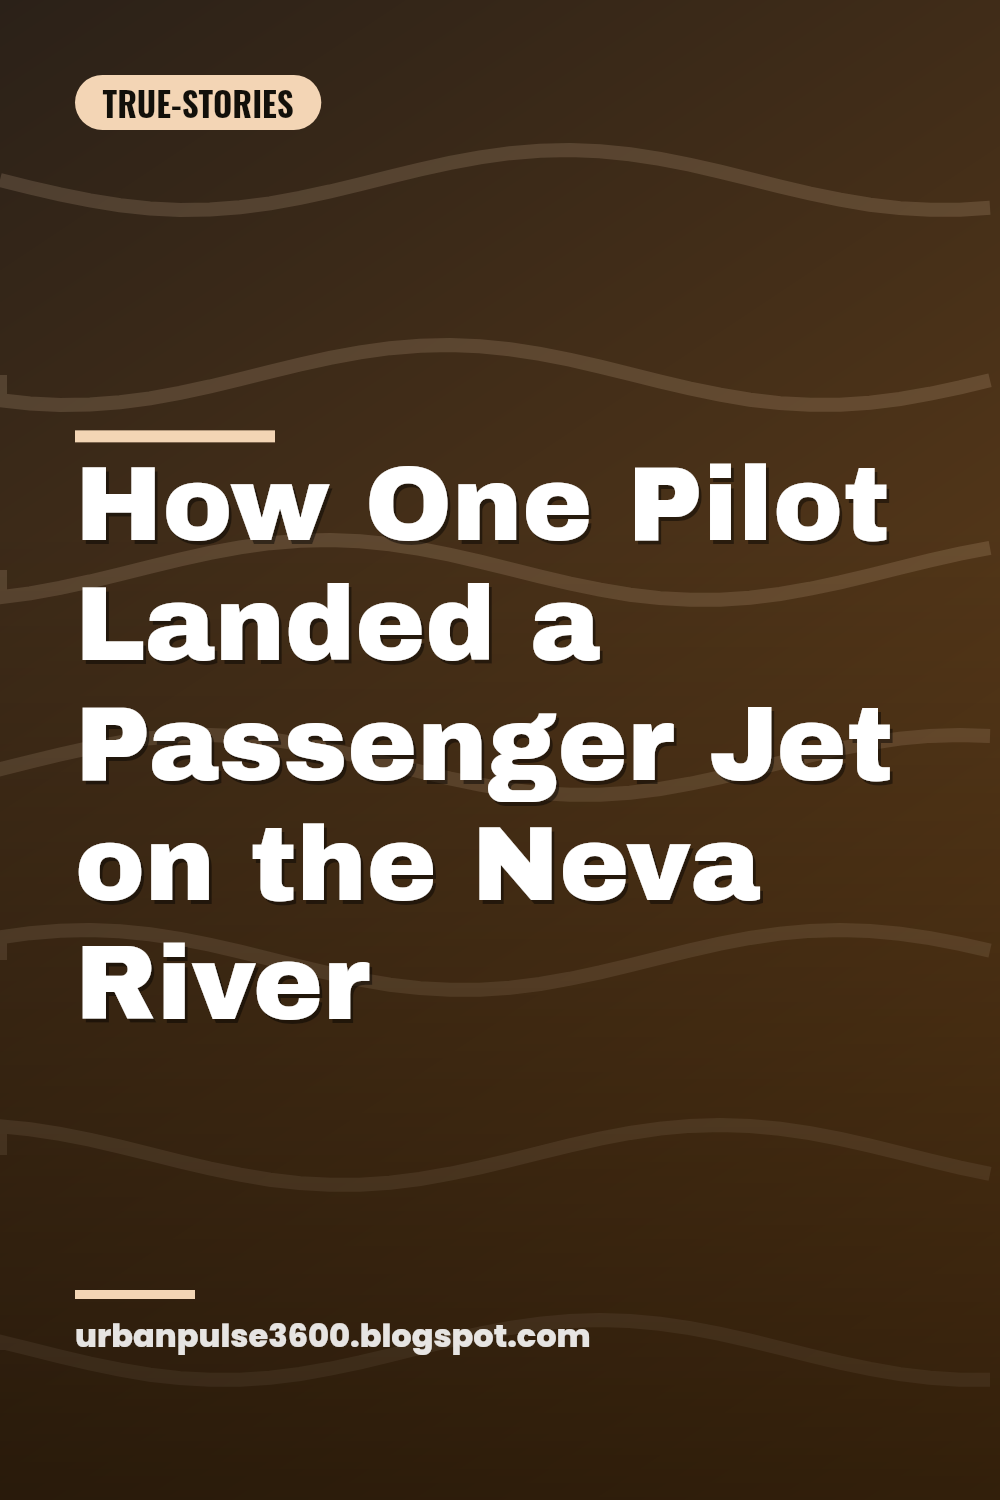 TRUE-STORIES
How One Pilot
Landed a
Passenger Jet
on the Neva
River
urbanpulse3600.blogspot.com